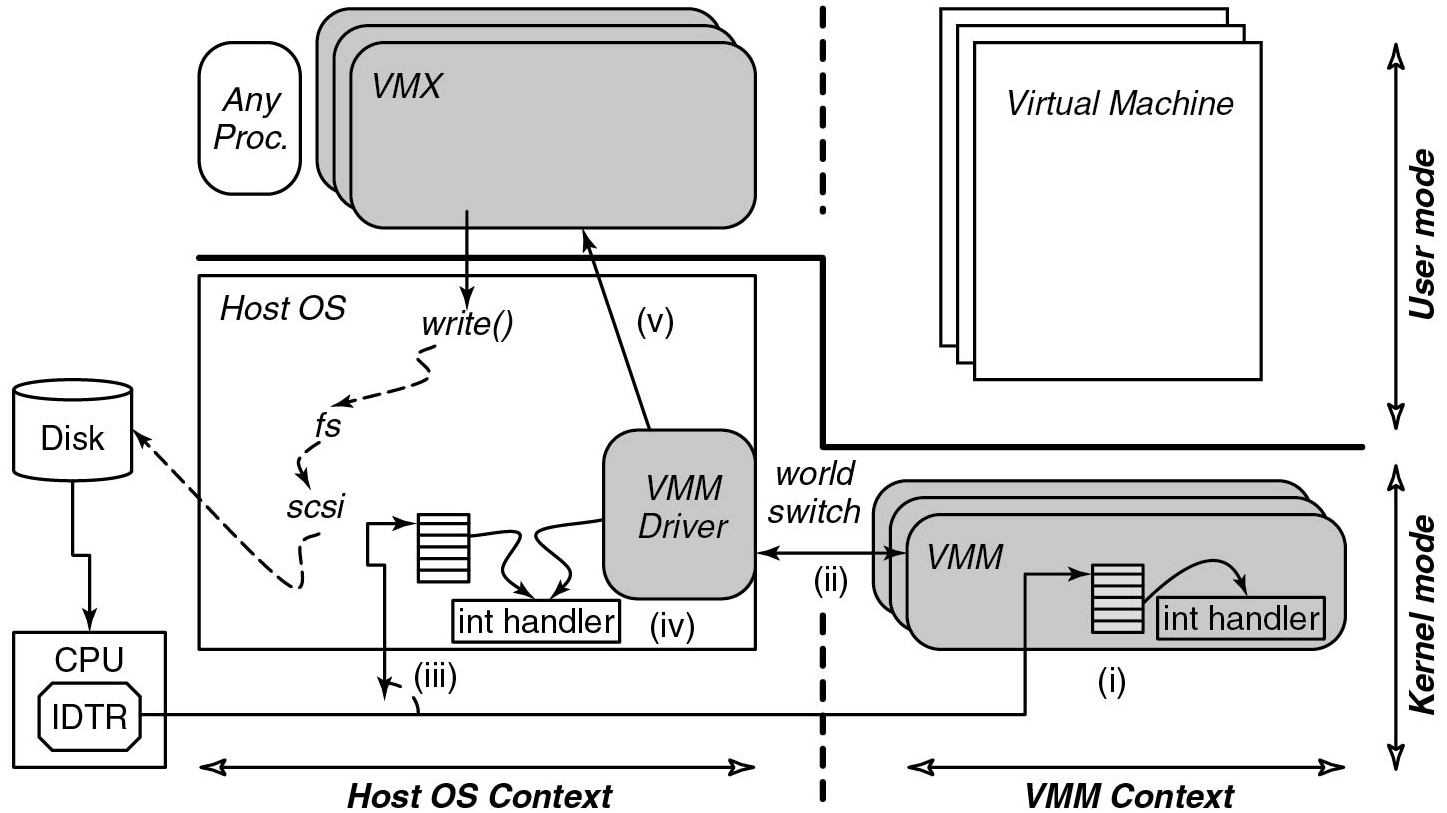 Any
Proc.
VMX
Virtual Machine
User mode
Host OS
write()
(v)
fs
Disk
scsi
VMM
Driver
world
switch
(ii)
VMM
int handler
(iv)
int handler
(i)
Kernel mode
CPU
IDTR
(iii)
Host OS Context
VMM Context